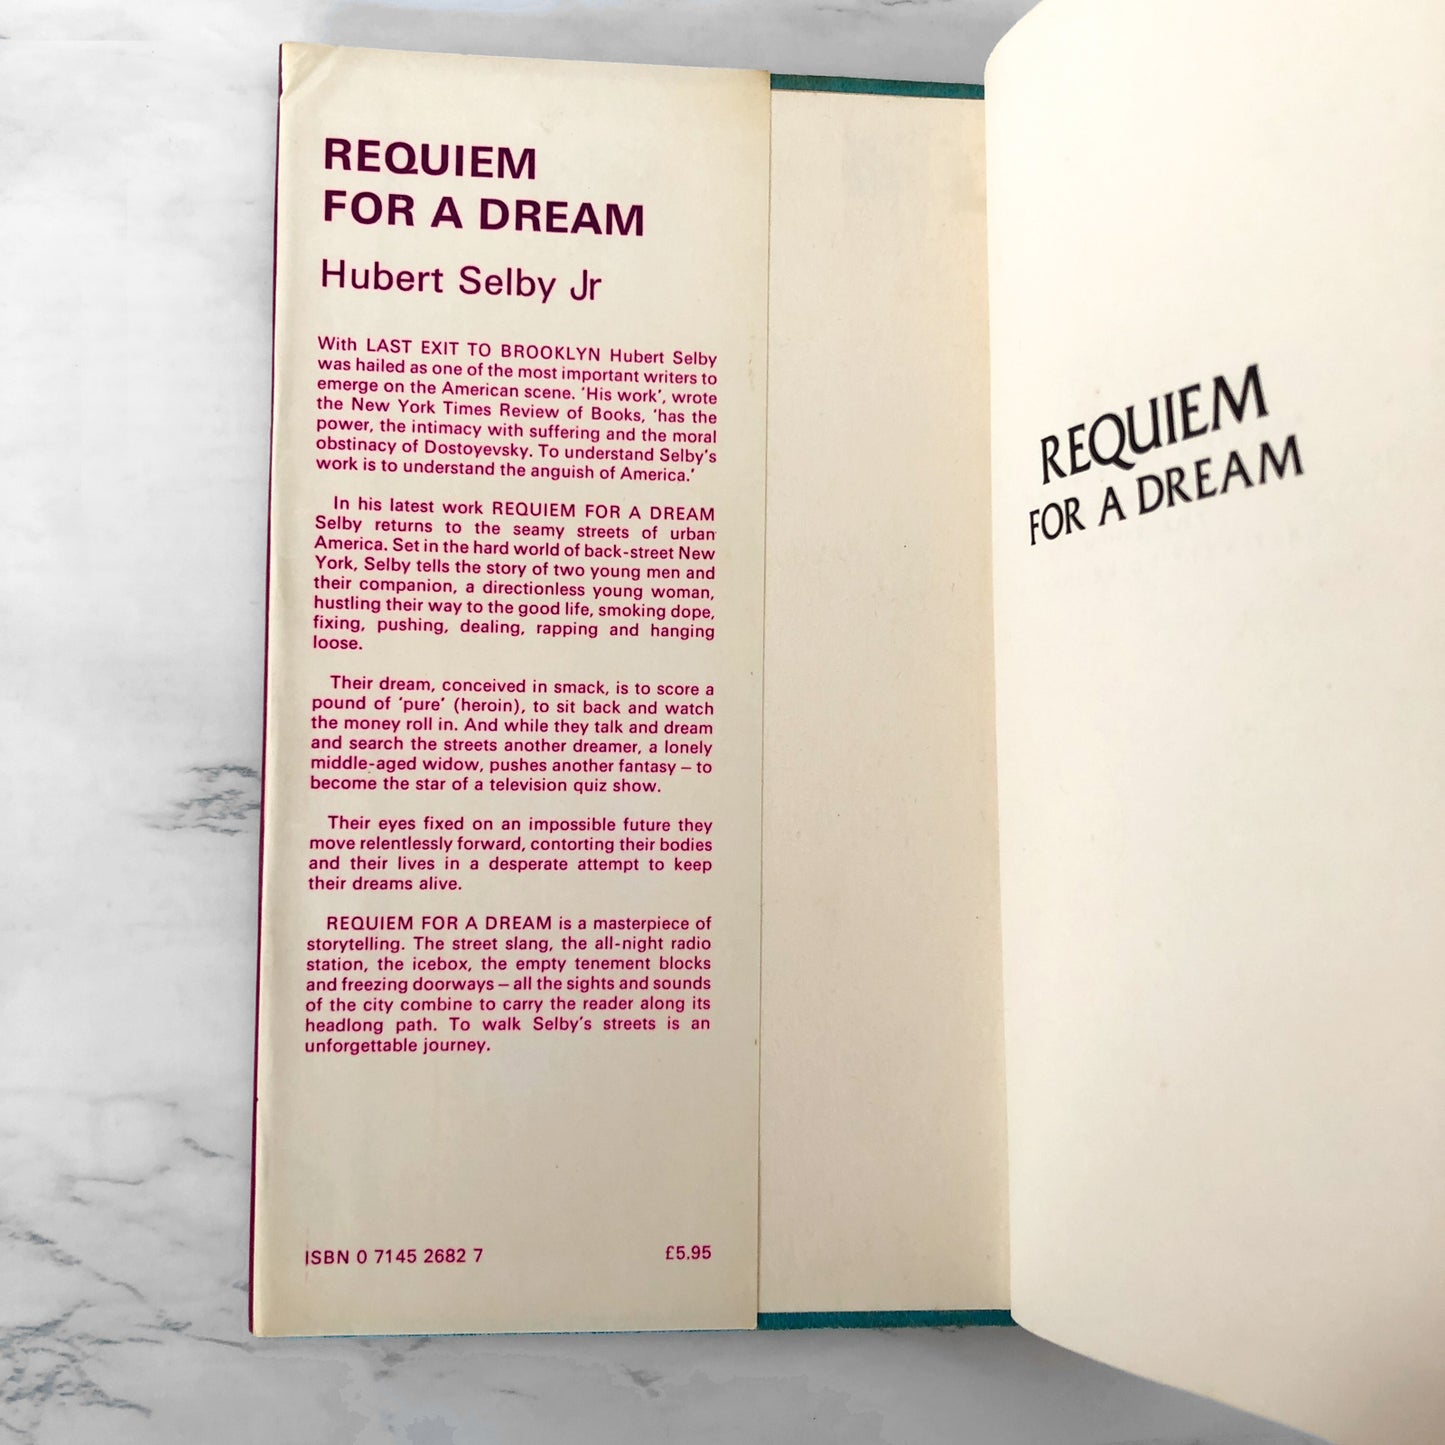 REQUIEM
FOR A DREAM
Hubert Selby Jr
With LAST EXIT TO BROOKLYN Hubert Selby
was hailed as one of the most important writers to
emerge on the American scene. 'His work', wrote
the New York Times Review of Books, 'has the
power, the intimacy with suffering and the moral
obstinacy of Dostoyevsky. To understand Selby's
work is to understand the anguish of America.'
In his latest work REQUIEM FOR A DREAM
Selby returns to the seamy streets of urban
America. Set in the hard world of back-street New
York, Selby tells the story of two young men and
their companion, a directionless young woman,
hustling their way to the good life, smoking dope,
fixing, pushing, dealing, rapping and hanging
loose.
Their dream, conceived in smack, is to score a
pound of 'pure' (heroin), to sit back and watch
the money roll in. And while they talk and dream
and search the streets another dreamer, a lonely
middle-aged widow, pushes another fantasy – to
become the star of a television quiz show.
Their eyes fixed on an impossible future they
move relentlessly forward, contorting their bodies
and their lives in a desperate attempt to keep
their dreams alive.
REQUIEM FOR A DREAM is a masterpiece of
storytelling. The street slang, the all-night radio
station, the icebox, the empty tenement blocks
and freezing doorways – all the sights and sounds
of the city combine to carry the reader along its
headlong path. To walk Selby's streets is an
unforgettable journey.
ISBN 0 7145 2682 7 £5.95
REQUIEM
FOR A DREAM